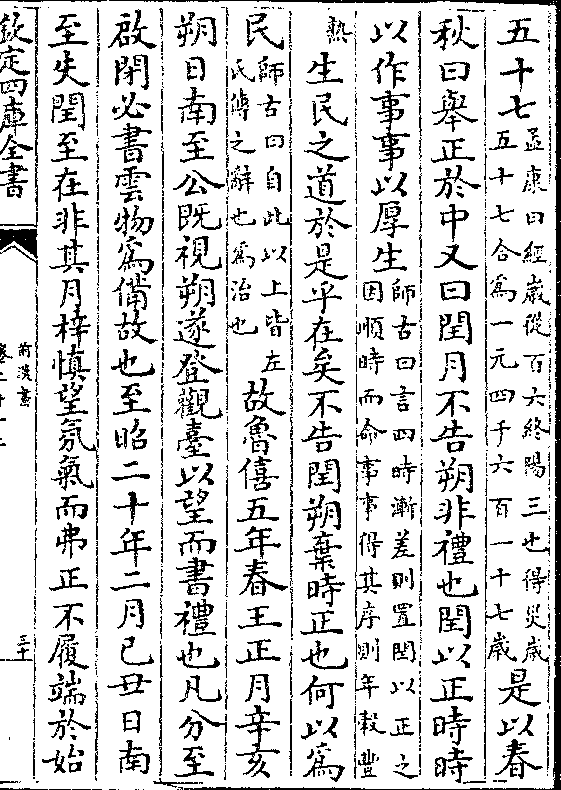 五十七孟康曰經歲從百六終陽三也得災歲五十七合爲一元四千六百一十七歲是以春
秋曰舉正於中又曰閏月不告朔非禮也閏以正時時
以作事事以厚生師古曰言四時漸差則置閏以正之因順時而命事事得其序則年穀豐
熟生民之道於是乎在矣不告閏朔棄時正也何以爲
民師古曰自此以上皆左氏傳之辭也爲治也故魯僖五年春王正月辛亥
朔日南至公既視朔遂登觀臺以望而書禮也凡分至
啟閉必書雲物爲備故也至昭二十年二月己丑日南
至失閏至在非其月梓慎望氛氣而弗正不履端於始
欽定四庫全書
前漢書
卷二十一上
三十